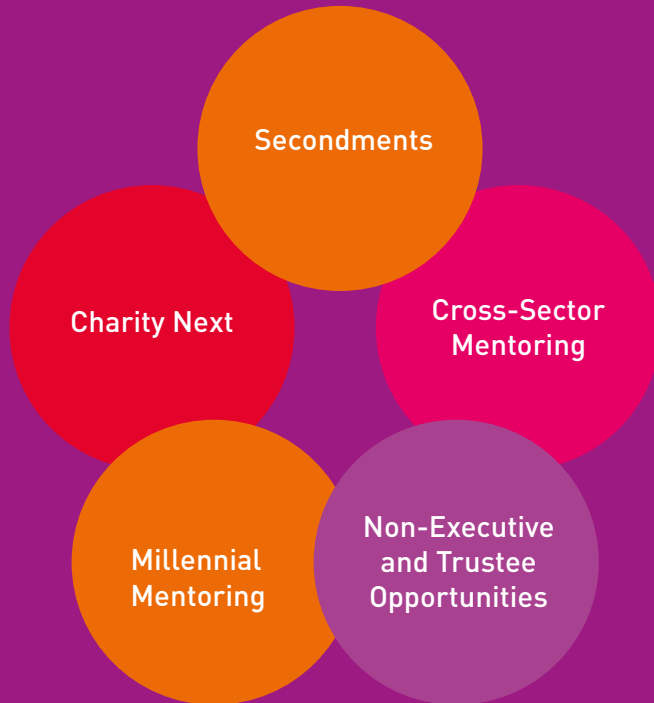 Secondments
Charity Next
Cross-Sector
Mentoring
Millennial
Mentoring
Non-Executive
and Trustee
Opportunities